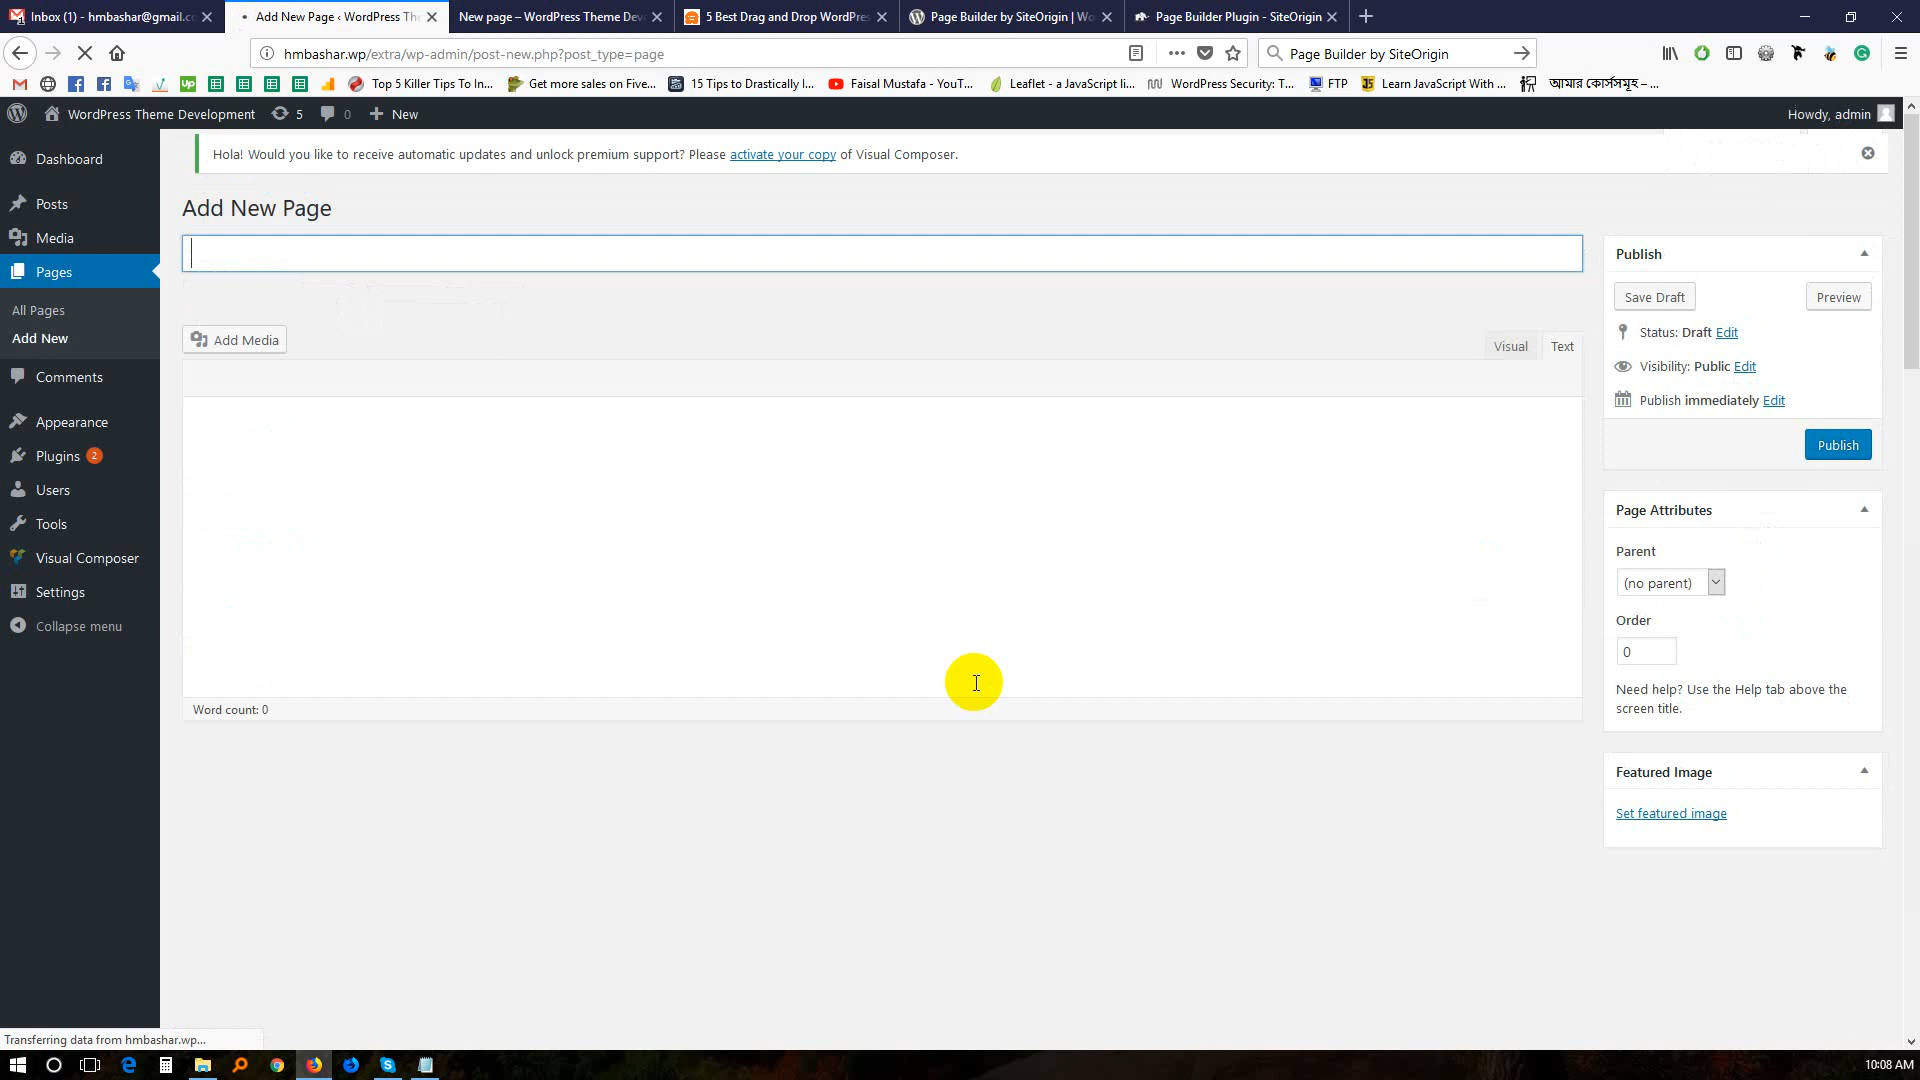 Inbox (1) - hmbashar@gmail.c
Add New Page ‹ WordPress Th
New page – WordPress Theme Dev
5 Best Drag and Drop WordPres
Page Builder by SiteOrigin | Wo
Page Builder Plugin - SiteOrigin
hmbashar.wp/extra/wp-admin/post-new.php?post_type=page
Page Builder by SiteOrigin
Top 5 Killer Tips To In...
Get more sales on Five...
15 Tips to Drastically I...
Faisal Mustafa - YouT...
Leaflet - a JavaScript li...
WordPress Security: T...
FTP
Learn JavaScript With ...
আমার কোর্সসমূহ – ...
WordPress Theme Development
5
0
New
Howdy, admin
Dashboard
Posts
Media
Pages
All Pages
Add New
Comments
Appearance
Plugins 2
Users
Tools
Visual Composer
Settings
Collapse menu
Hola! Would you like to receive automatic updates and unlock premium support? Please activate your copy of Visual Composer.
Add New Page
Add Media
Visual
Text
Word count: 0
Publish
Save Draft
Preview
Status: Draft Edit
Visibility: Public Edit
Publish immediately Edit
Publish
Page Attributes
Parent
(no parent)
Order
0
Need help? Use the Help tab above the
screen title.
Featured Image
Set featured image
Transferring data from hmbashar.wp...
10:08 AM